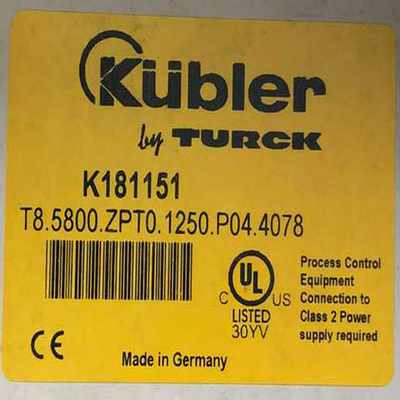 Kübler
by TURCK
K181151
T8.5800.ZPT0.1250.P04.4078
C UL US
LISTED
30YV
Process Control
Equipment
Connection to
Class 2 Power
supply required
CE
Made in Germany